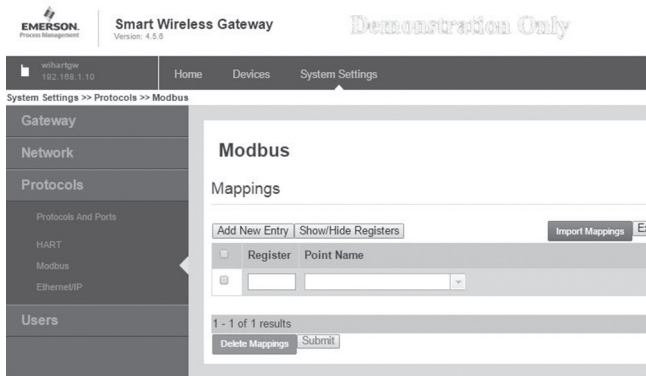 EMERSON.
Process Management
Smart Wireless Gateway
Version: 4.5.6
Demonstration Only
wihartgw
192.168.1.10
Home
Devices
System Settings
System Settings >> Protocols >> Modbus
Gateway
Network
Protocols
Protocols And Ports
HART
Modbus
Ethernet/IP
Users
Modbus
Mappings
Add New Entry
Show/Hide Registers
Import Mappings
Register
Point Name
1 - 1 of 1 results
Delete Mappings
Submit